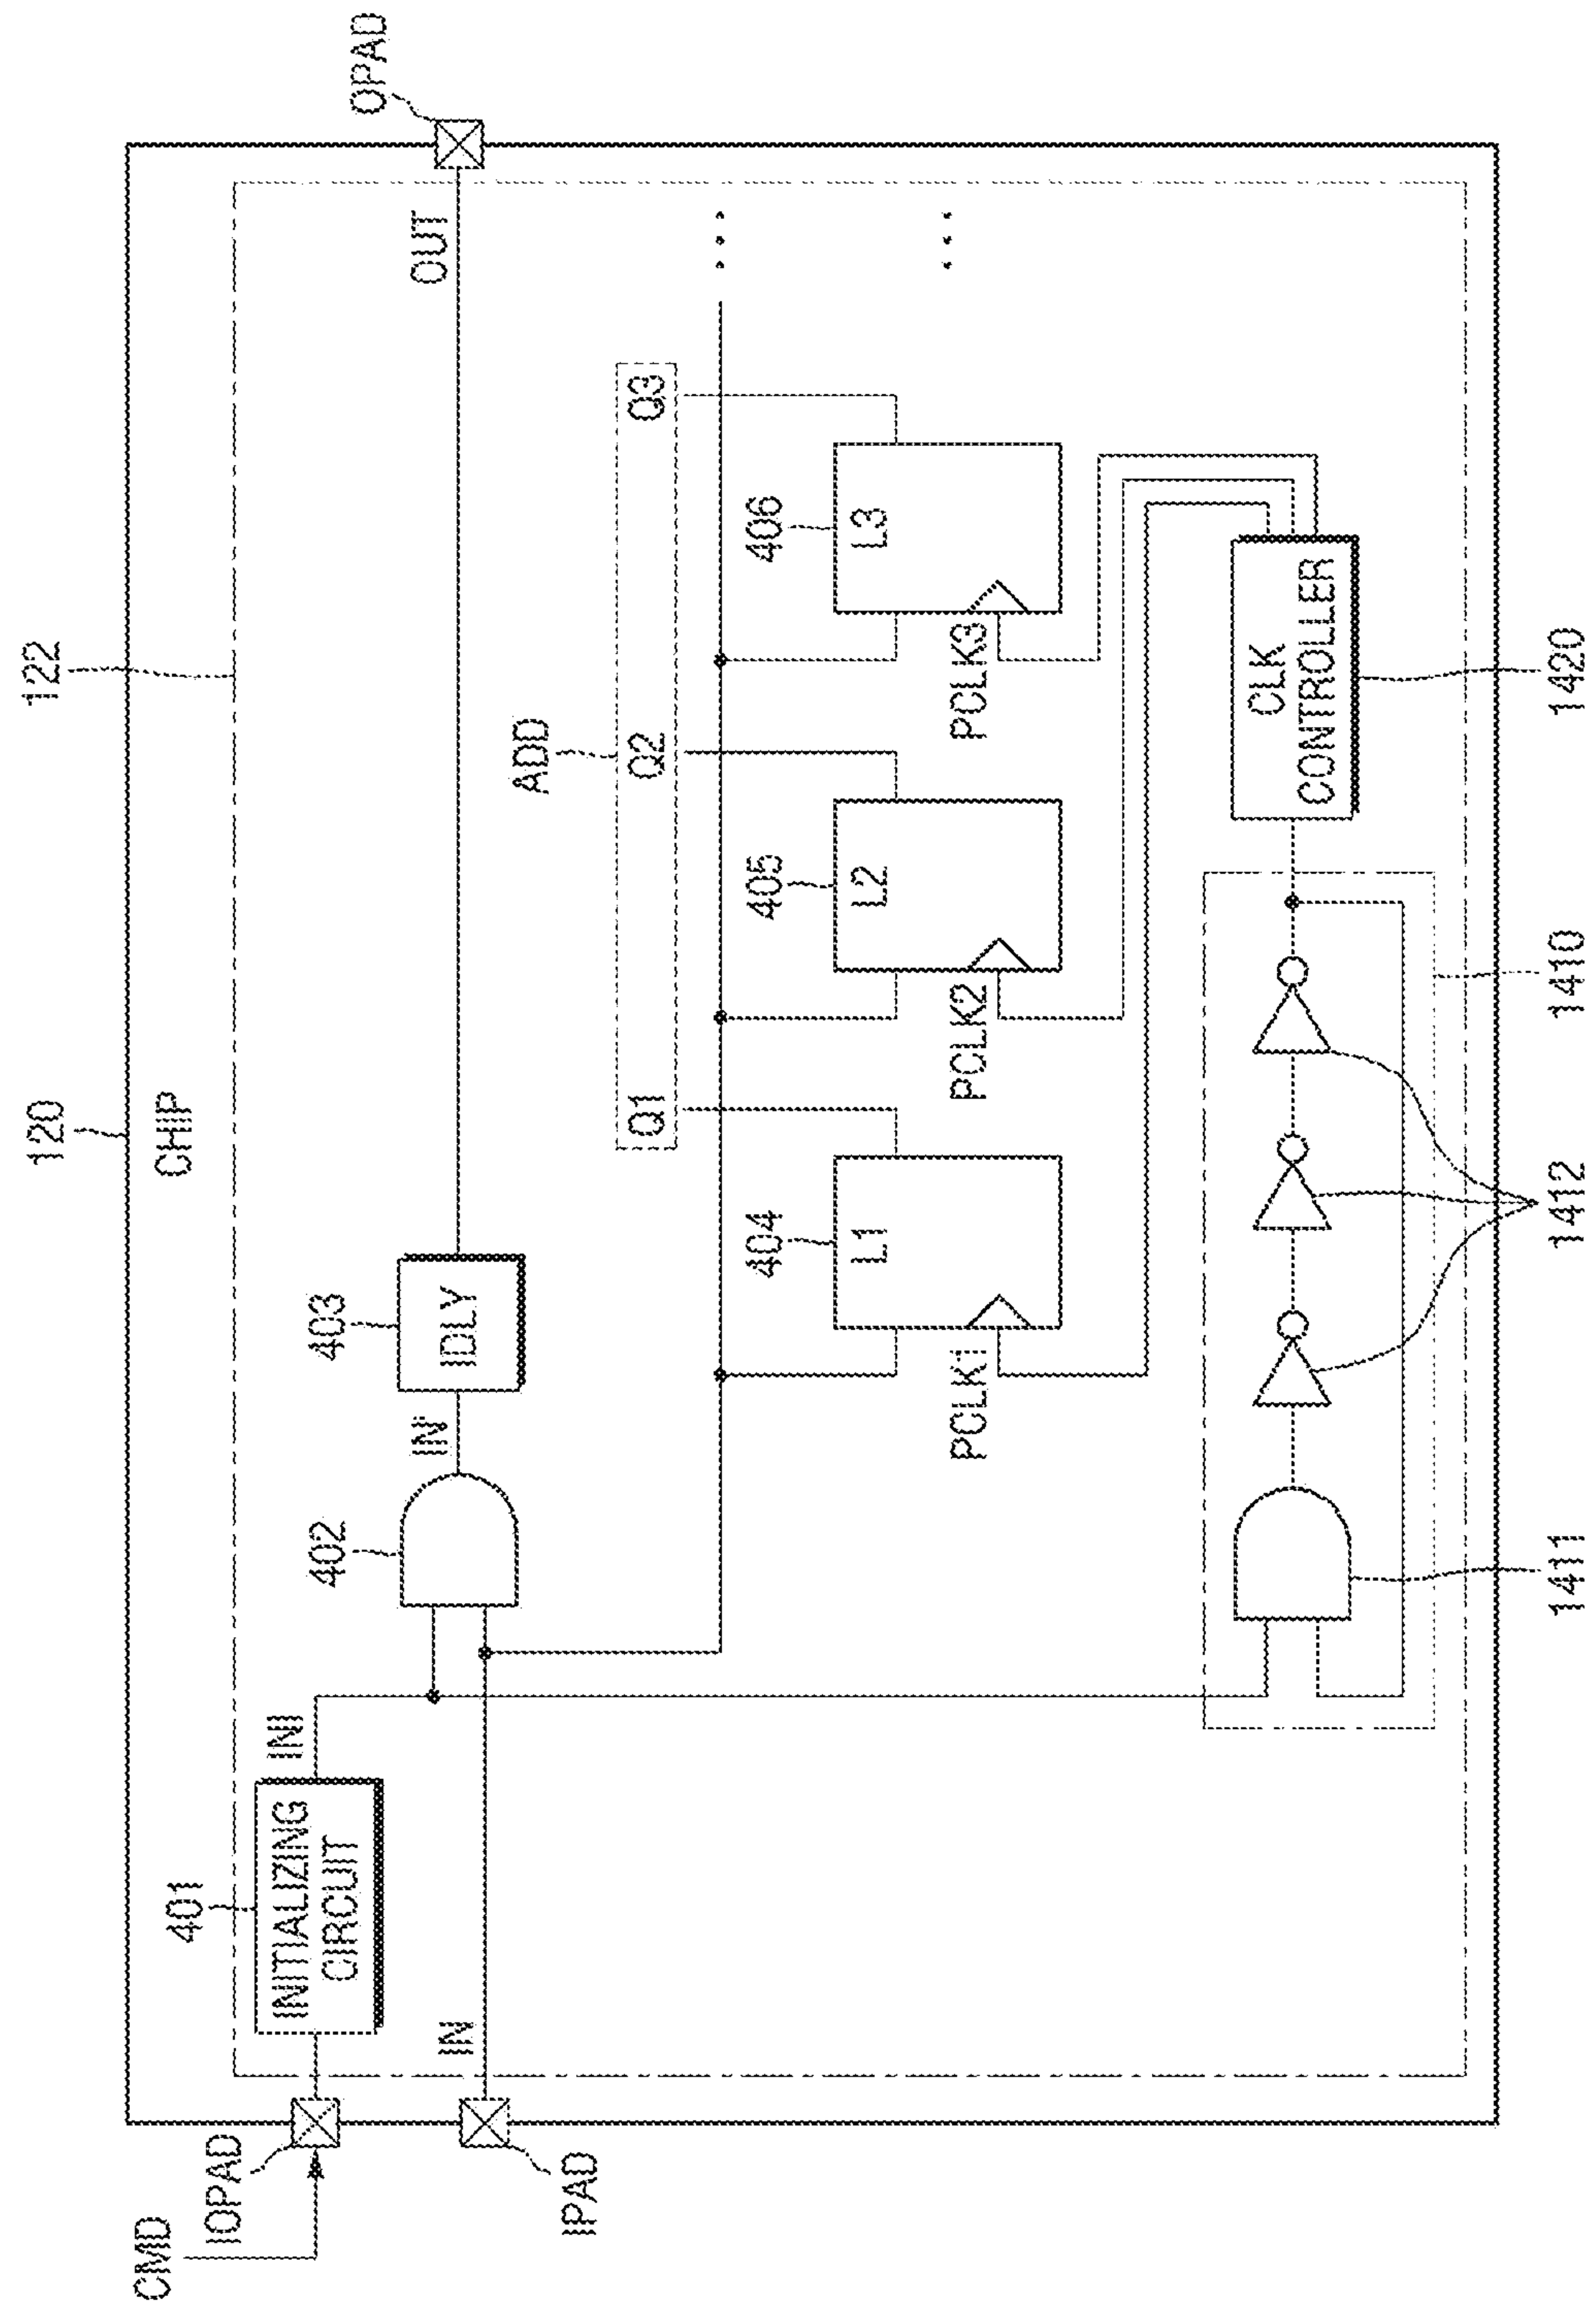 120
122
CHIP
CMD
IOPAD
401
INITIALIZING
CIRCUIT
INI
402
403
OPAD
IN
IN'
IDLY
OUT
IPAD
ADD
Q1
Q2
Q3
404
405
406
L1
L2
L3
PCLK1
PCLK2
PCLK3
CLK
CONTROLLER
1411
1412
1410
1420